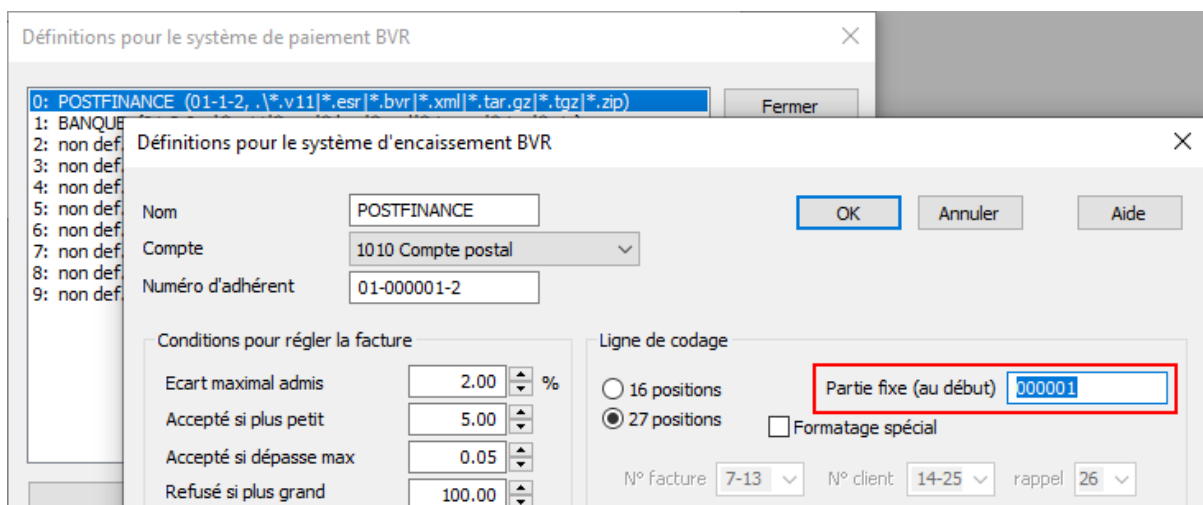 Définitions pour le système de paiement BVR
0: POSTFINANCE (01-1-2, .\*.v11|*.esr|*.bvr|*.xml|*.tar.gz|*.tgz|*.zip)
Fermer
1: BANQUE
2: non def.
3: non def.
4: non def.
5: non def.
6: non def.
7: non def.
8: non def.
9: non def.
Définitions pour le système d'encaissement BVR
Nom POSTFINANCE OK Annuler Aide
Compte 1010 Compte postal
Numéro d'adhérent 01-000001-2
Conditions pour régler la facture
Ecart maximal admis 2.00 %
Accepté si plus petit 5.00
Accepté si dépasse max 0.05
Refusé si plus grand 100.00
Ligne de codage
16 positions Partie fixe (au début) 000001
27 positions Formatage spécial
N° facture 7-13 N° client 14-25 rappel 26